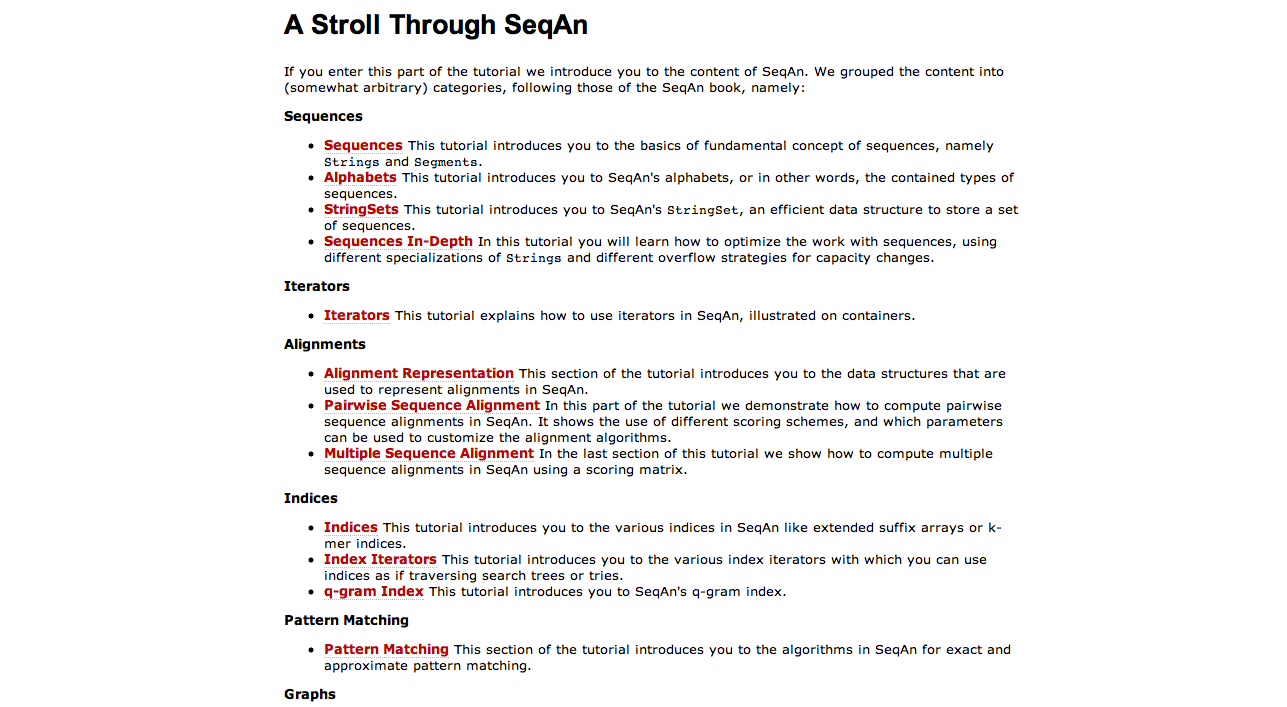 A Stroll Through SeqAn
If you enter this part of the tutorial we introduce you to the content of SeqAn. We grouped the content into
(somewhat arbitrary) categories, following those of the SeqAn book, namely:
Sequences
• Sequences This tutorial introduces you to the basics of fundamental concept of sequences, namely
Strings and Segments.
• Alphabets This tutorial introduces you to SeqAn's alphabets, or in other words, the contained types of
sequences.
• StringSets This tutorial introduces you to SeqAn's StringSet, an efficient data structure to store a set
of sequences.
• Sequences In-Depth In this tutorial you will learn how to optimize the work with sequences, using
different specializations of Strings and different overflow strategies for capacity changes.
Iterators
• Iterators This tutorial explains how to use iterators in SeqAn, illustrated on containers.
Alignments
• Alignment Representation This section of the tutorial introduces you to the data structures that are
used to represent alignments in SeqAn.
• Pairwise Sequence Alignment In this part of the tutorial we demonstrate how to compute pairwise
sequence alignments in SeqAn. It shows the use of different scoring schemes, and which parameters
can be used to customize the alignment algorithms.
• Multiple Sequence Alignment In the last section of this tutorial we show how to compute multiple
sequence alignments in SeqAn using a scoring matrix.
Indices
• Indices This tutorial introduces you to the various indices in SeqAn like extended suffix arrays or k-
mer indices.
• Index Iterators This tutorial introduces you to the various index iterators with which you can use
indices as if traversing search trees or tries.
• q-gram Index This tutorial introduces you to SeqAn's q-gram index.
Pattern Matching
• Pattern Matching This section of the tutorial introduces you to the algorithms in SeqAn for exact and
approximate pattern matching.
Graphs